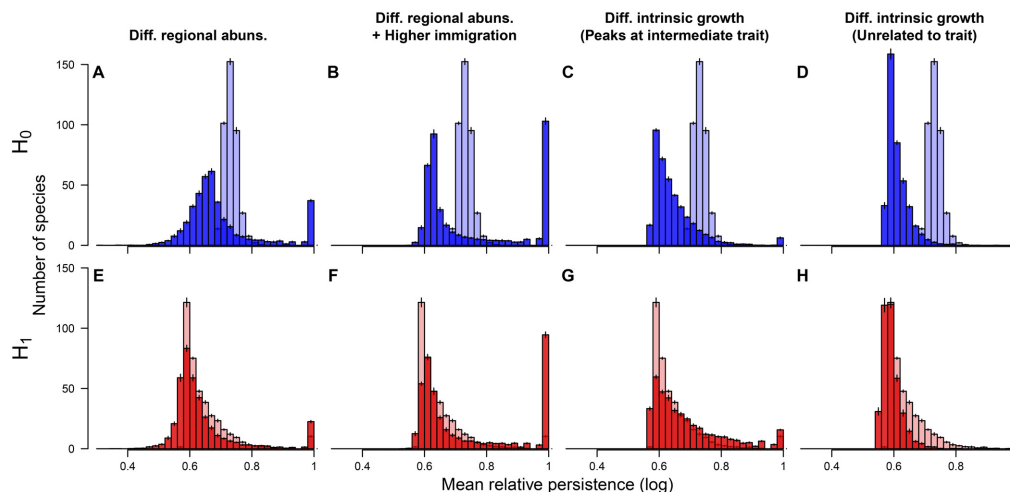 Diff. regional abuns.
Diff. regional abuns.
+ Higher immigration
Diff. intrinsic growth
(Peaks at intermediate trait)
Diff. intrinsic growth
(Unrelated to trait)
A
B
C
D
150
100
50
0
H0
Number of species
E
F
G
H
150
100
50
0
H1
0.4 0.6 0.8 1
0.4 0.6 0.8 1
0.4 0.6 0.8 1
0.4 0.6 0.8
Mean relative persistence (log)